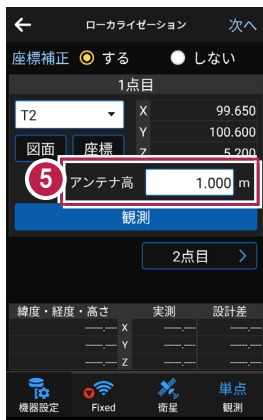 ← ローカライゼーション 次へ
座標補正 する しない
1点目
T2 X 99.650
Y 100.600
図面 座標 Z 5.200
5 アンテナ高 1.000 m
観測
2点目 >
緯度・経度・高さ 実測 設計差
-----.---- X -----.--- -----.---
-----.---- Y -----.--- -----.---
-----.---- Z -----.--- -----.---
単点
機器設定 Fixed 衛星 観測